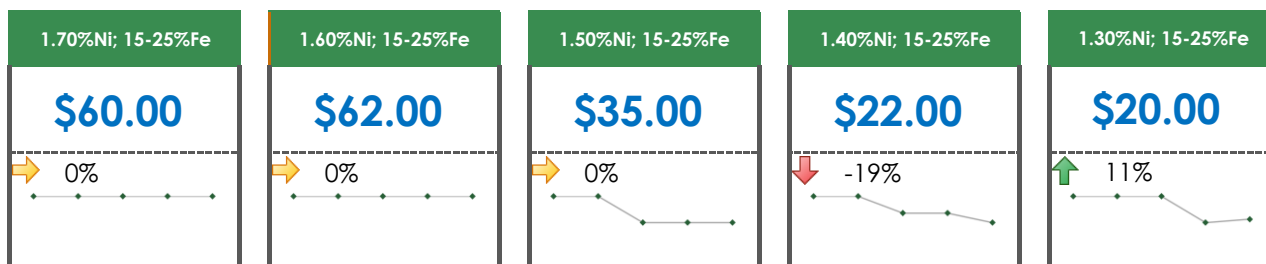 1.70%Ni; 15-25%Fe
$60.00
0%
1.60%Ni; 15-25%Fe
$62.00
0%
1.50%Ni; 15-25%Fe
$35.00
0%
1.40%Ni; 15-25%Fe
$22.00
-19%
1.30%Ni; 15-25%Fe
$20.00
11%